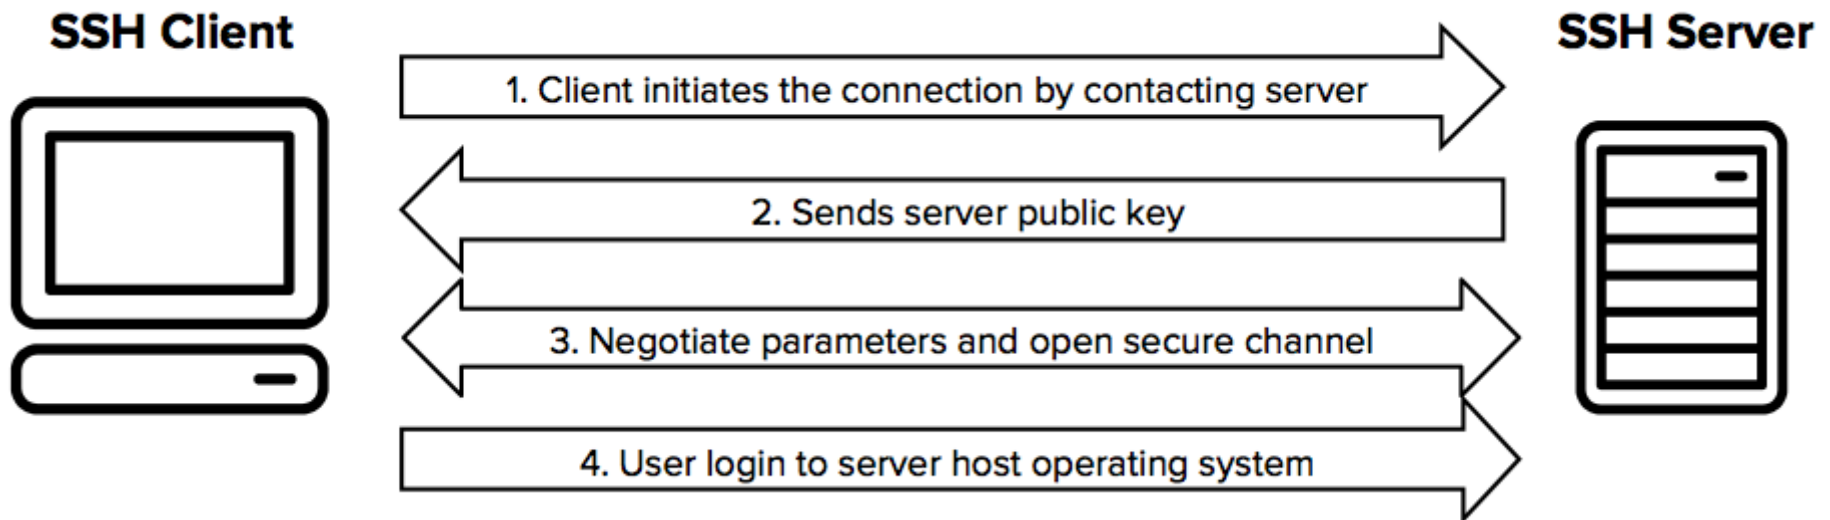 SSH Client
SSH Server
1. Client initiates the connection by contacting server
2. Sends server public key
3. Negotiate parameters and open secure channel
4. User login to server host operating system